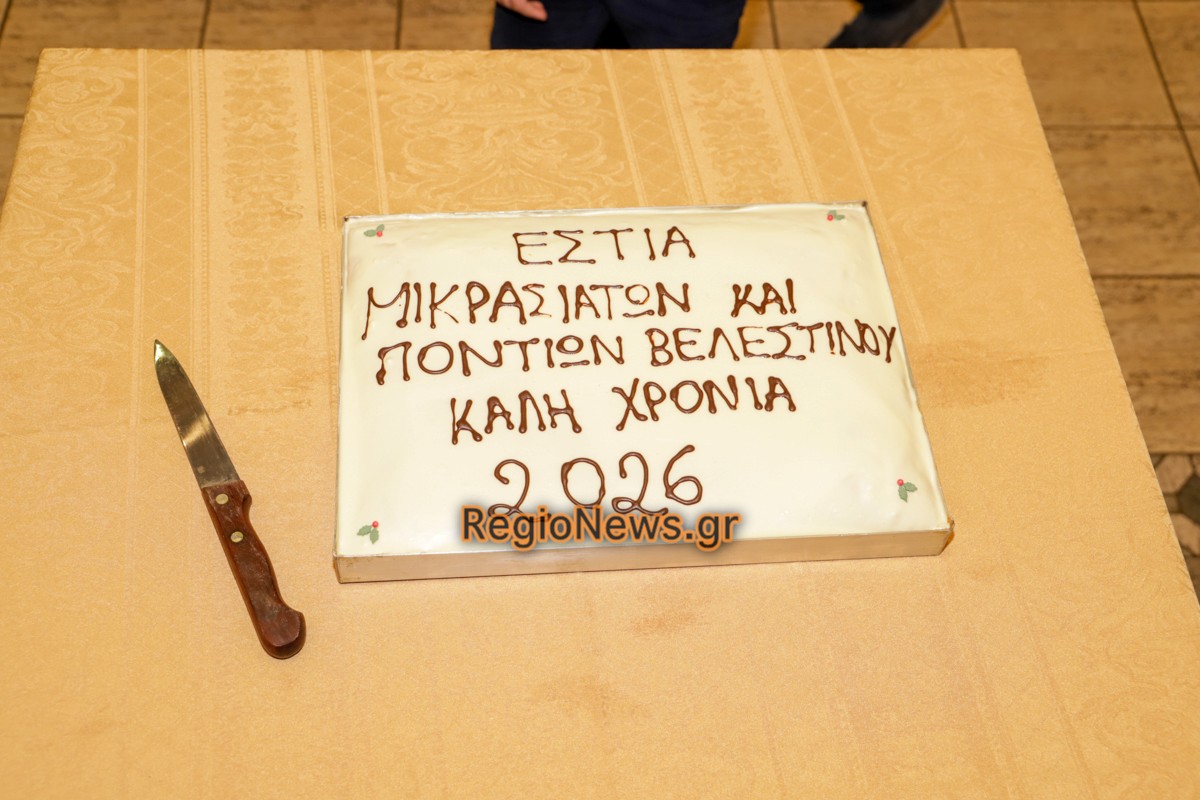 ΕΣΤΙΑ
ΜΙΚΡΑΣΙΑΤΩΝ ΚΑΙ
ΠΟΝΤΙΩΝ ΒΕΛΕΣΤΙΝΟΥ
ΚΑΛΗ ΧΡΟΝΙΑ
2026
RegioNews.gr